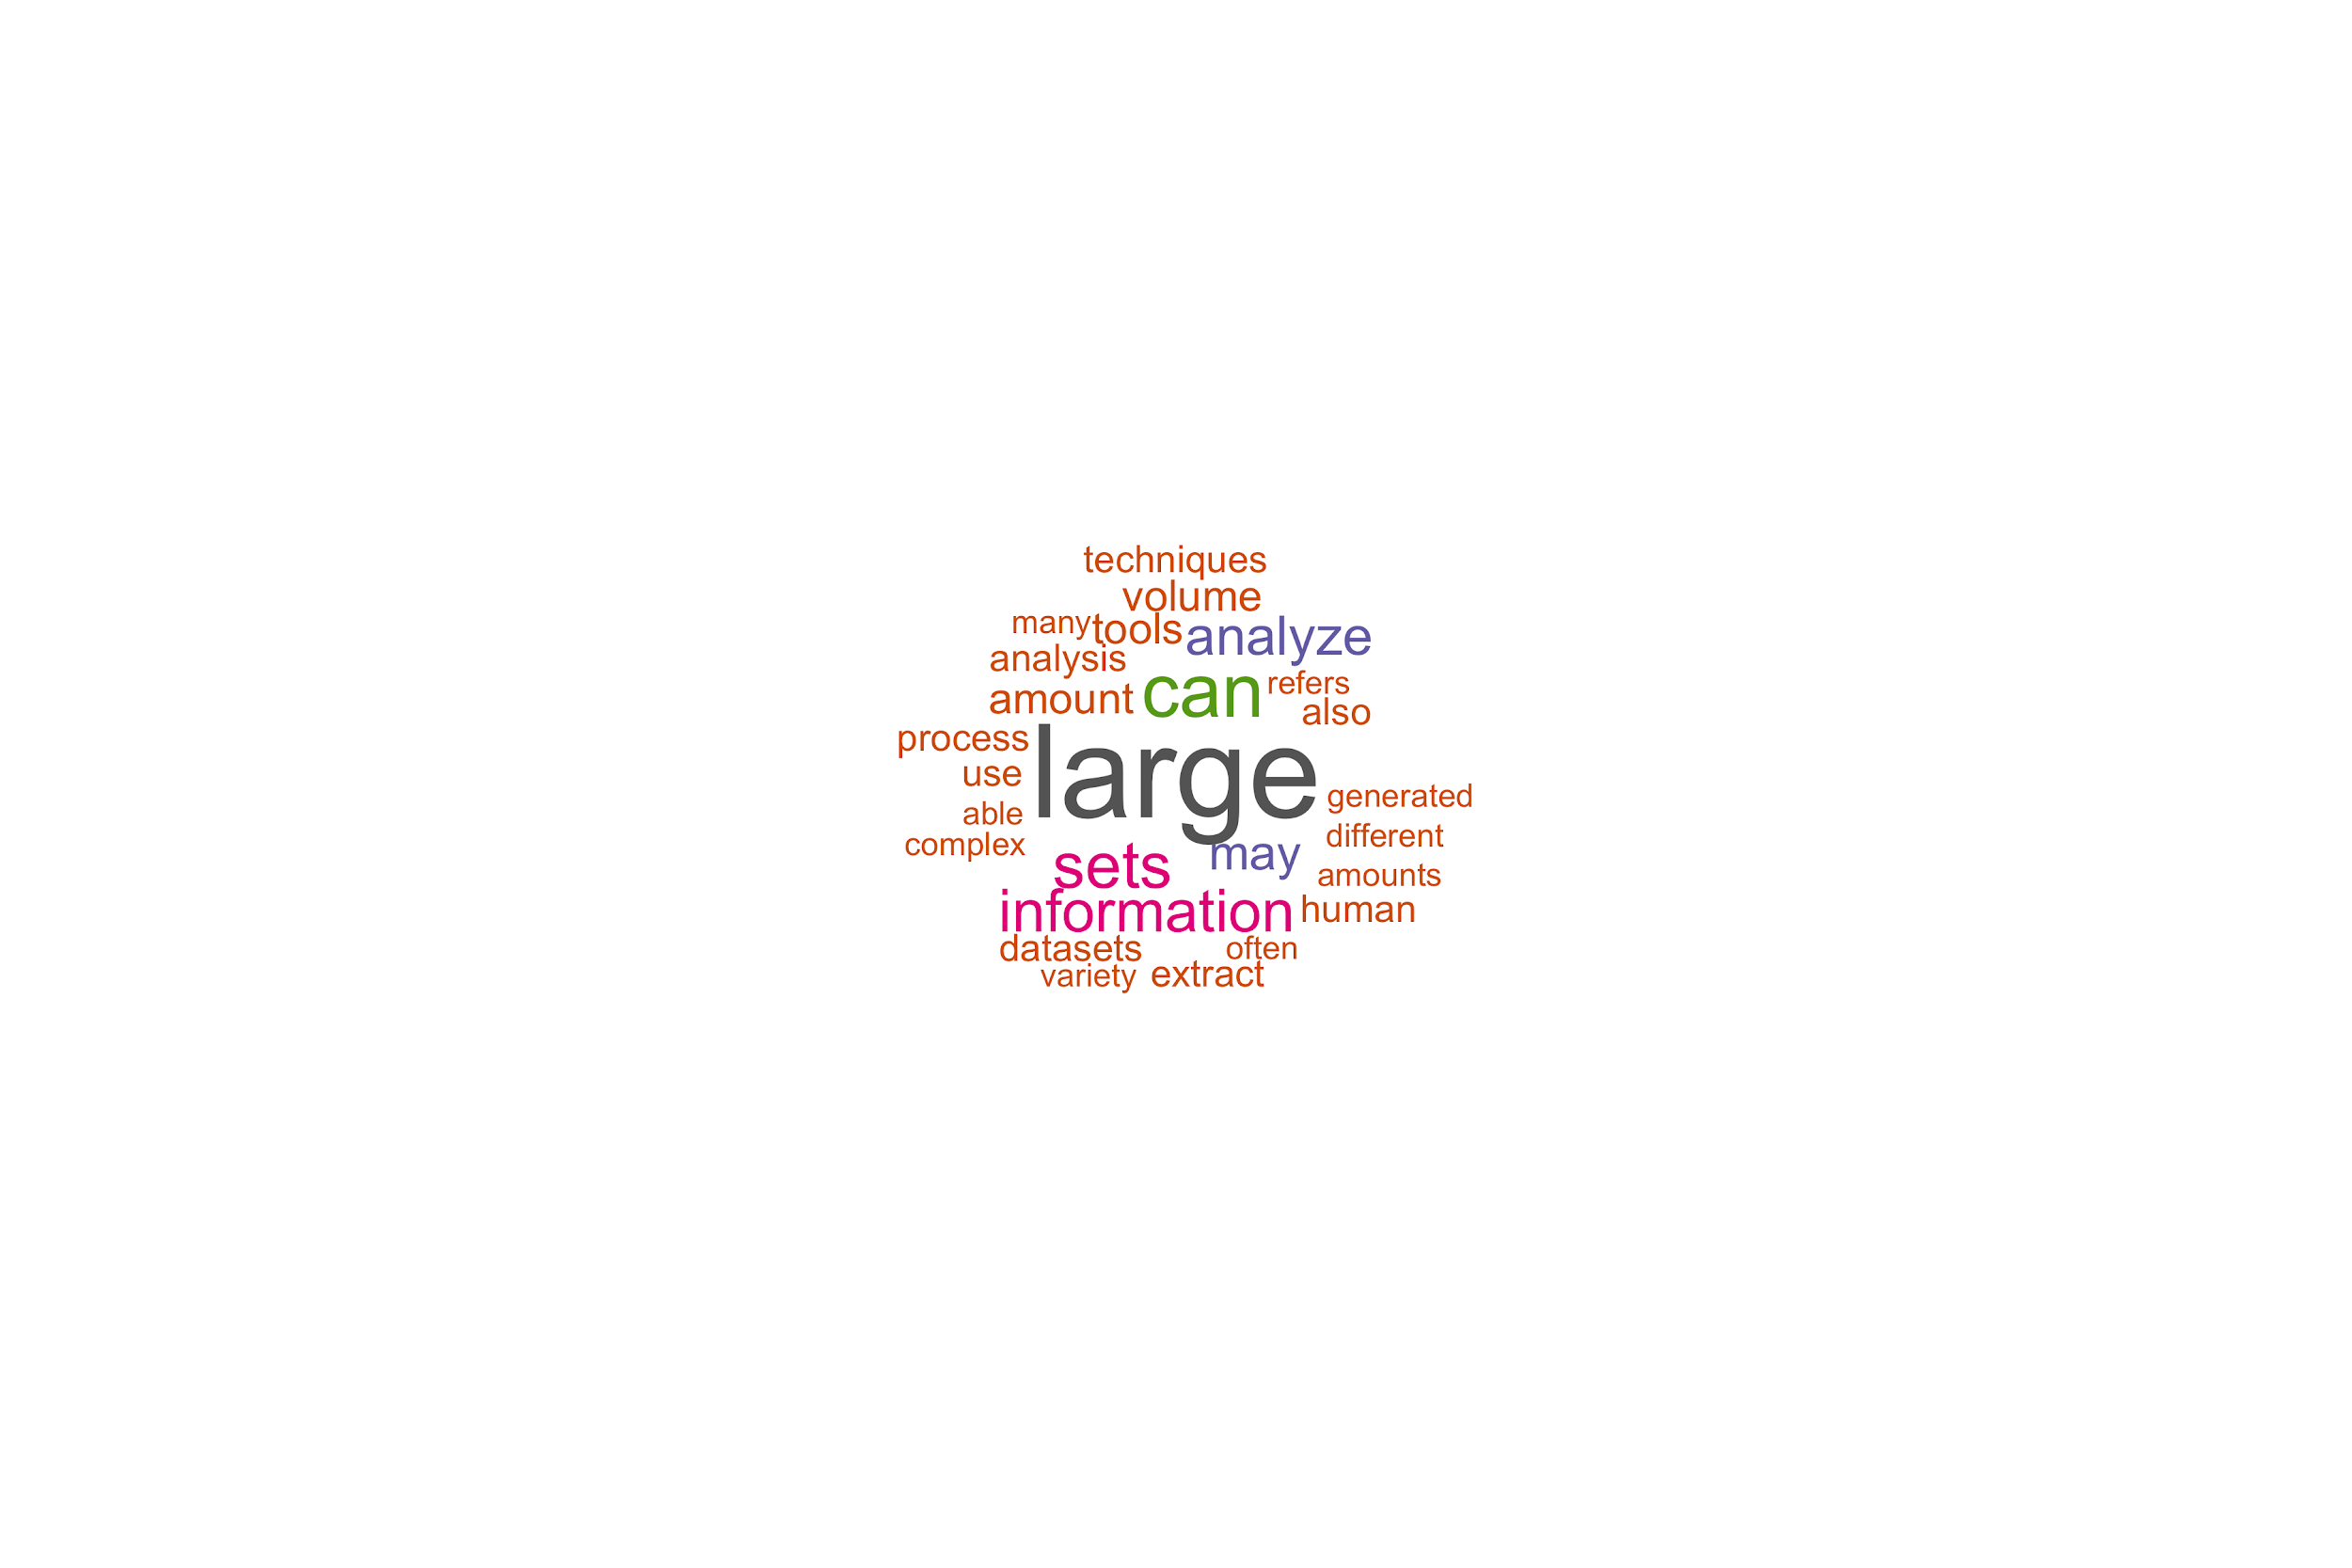 techniques
volume
many tools analyze
analysis
amount can refers
also
process large
use
able generated
complex different
sets may amounts
information human
datasets often
variety extract